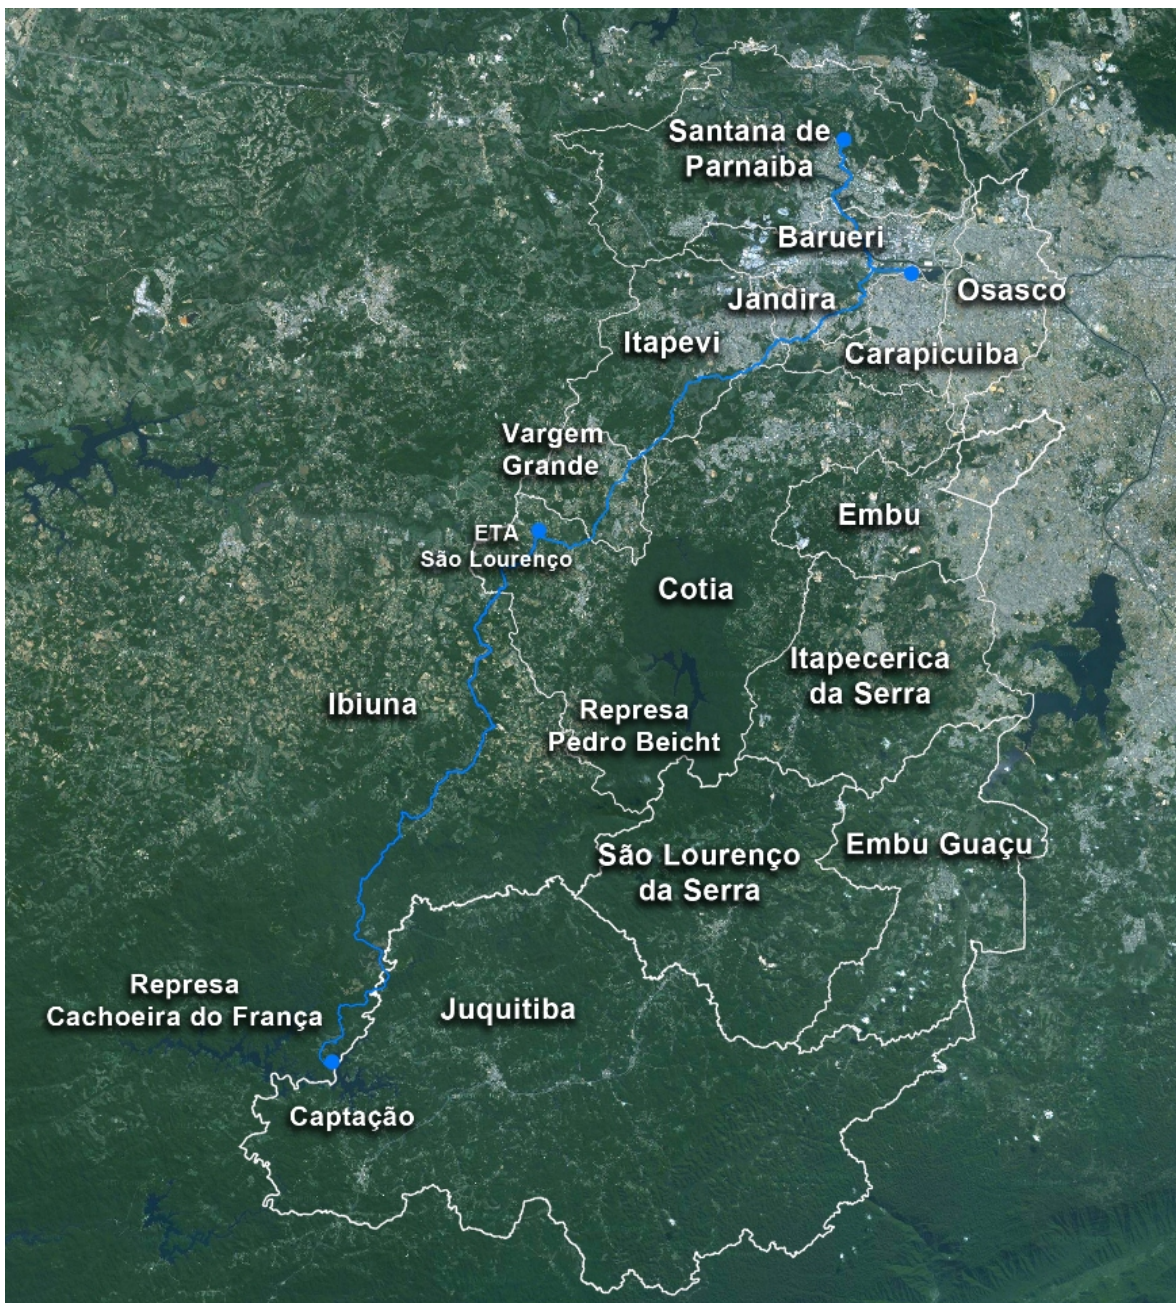 Santana de
Parnaiba
Barueri
Jandira
Osasco
Itapevi
Carapicuiba
Vargem
Grande
Embu
ETA
São Lourenço
Cotia
Itapecerica
da Serra
Ibiuna
Represa
Pedro Beicht
São Lourenço
da Serra
Embu Guaçu
Represa
Cachoeira do França
Juquitiba
Captação